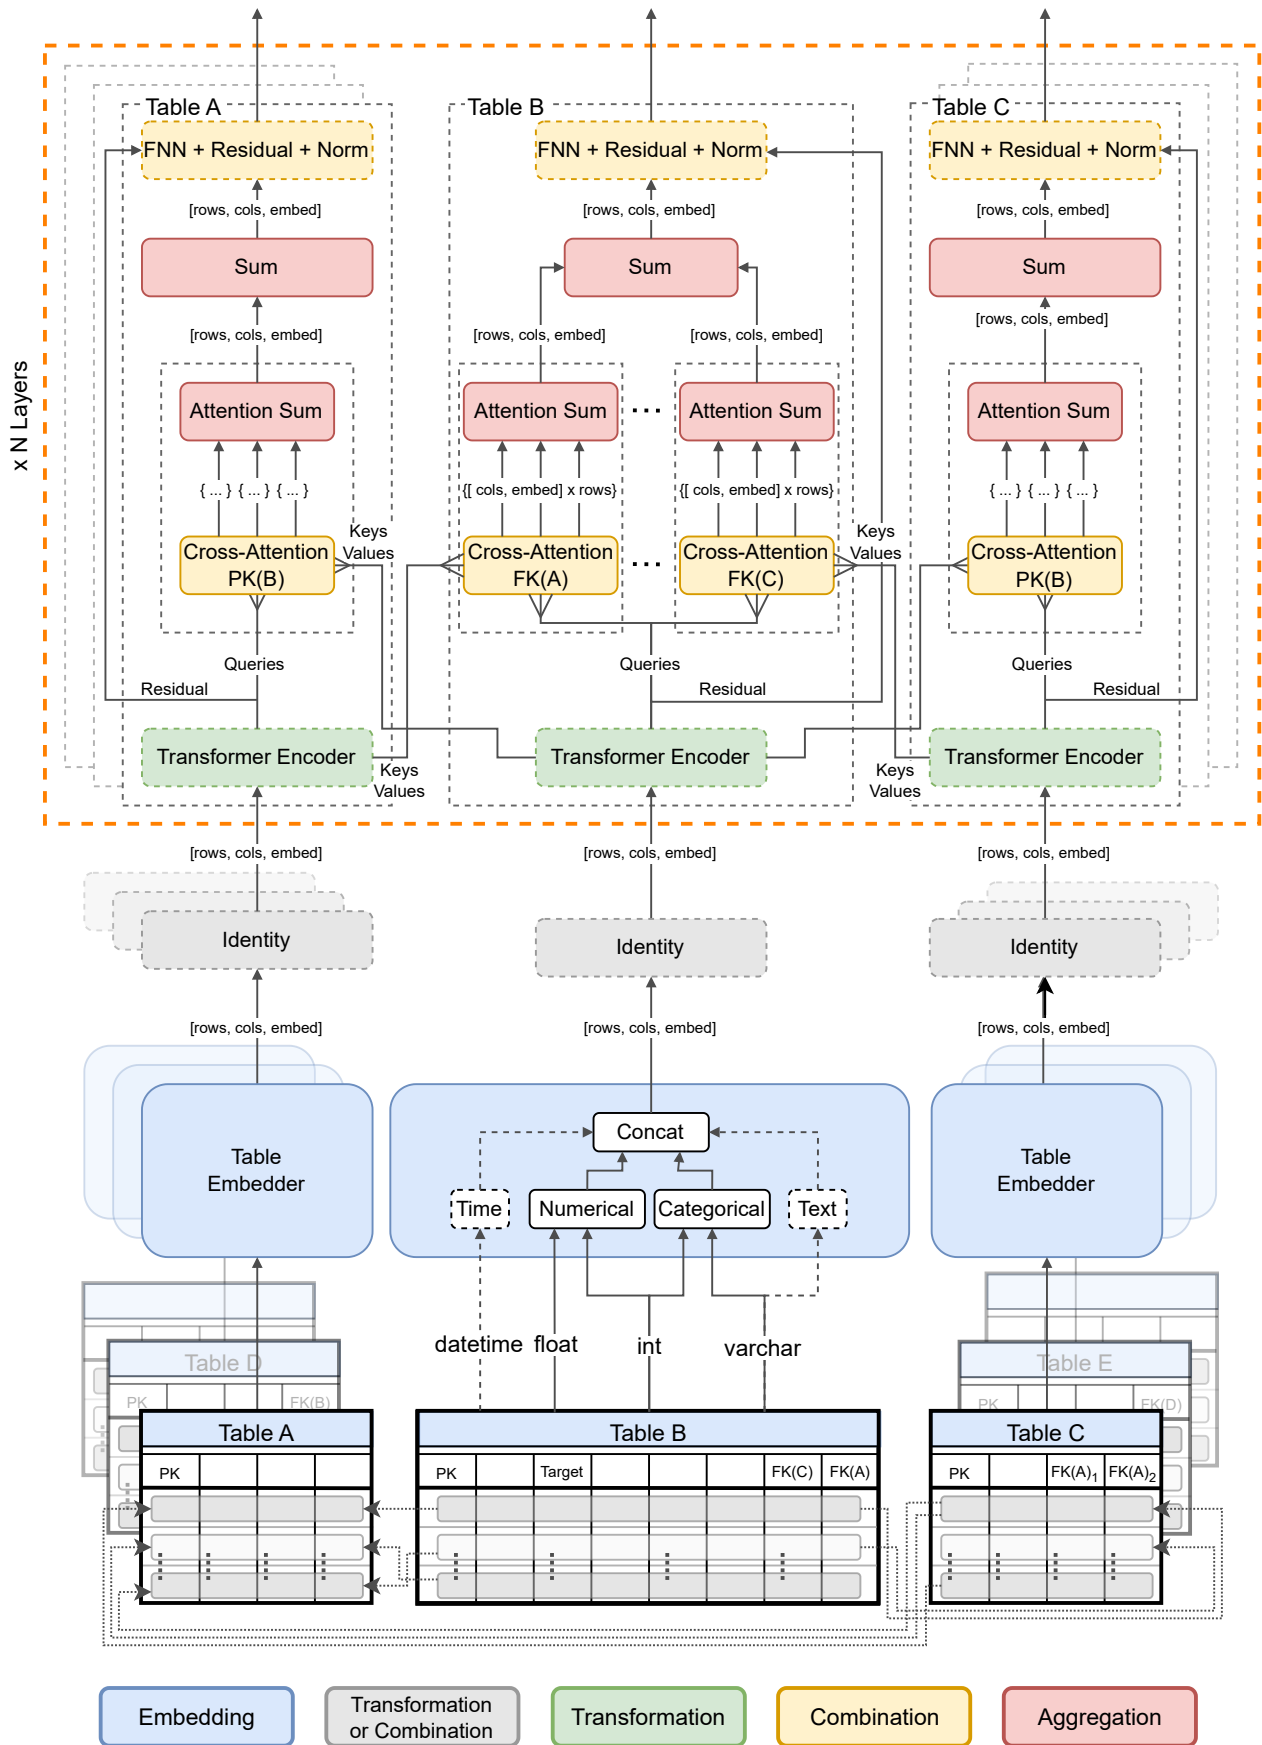 Table A
Table B
Table C
FNN + Residual + Norm
FNN + Residual + Norm
FNN + Residual + Norm
[rows, cols, embed]
[rows, cols, embed]
[rows, cols, embed]
Sum
Sum
Sum
[rows, cols, embed]
[rows, cols, embed]
[rows, cols, embed]
[rows, cols, embed]
x N Layers
Attention Sum
Attention Sum
...
Attention Sum
Attention Sum
{ ... } { ... } { ... }
{[ cols, embed] x rows}
{[ cols, embed] x rows}
{ ... } { ... } { ... }
Keys
Values
Keys
Values
Cross-Attention
PK(B)
Cross-Attention
FK(A)
...
Cross-Attention
FK(C)
Cross-Attention
PK(B)
Queries
Queries
Queries
Residual
Residual
Residual
Transformer Encoder
Transformer Encoder
Transformer Encoder
Keys
Values
Keys
Values
[rows, cols, embed]
[rows, cols, embed]
[rows, cols, embed]
Identity
Identity
Identity
[rows, cols, embed]
[rows, cols, embed]
[rows, cols, embed]
Table
Embedder
Concat
Time
Numerical
Categorical
Text
Table
Embedder
datetime
float
int
varchar
Table D
PK
FK(B)
Table E
PK
FK(D)
Table A
PK
Table B
PK
Target
FK(C)
FK(A)
Table C
PK
FK(A)1
FK(A)2
Embedding
Transformation
or Combination
Transformation
Combination
Aggregation